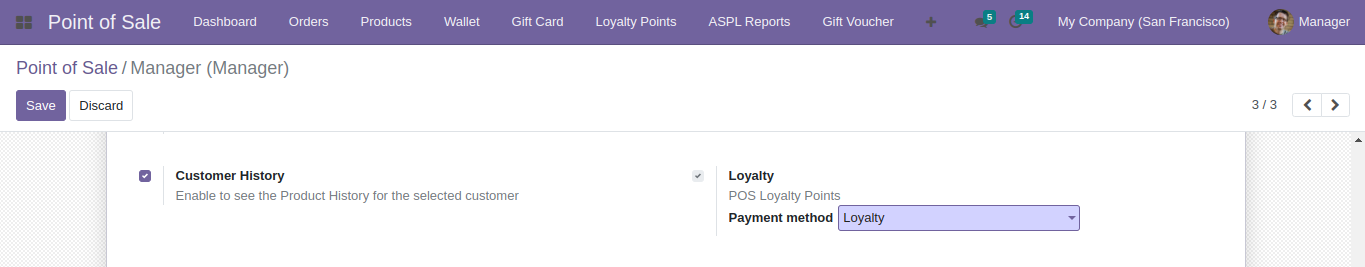 Point of Sale Dashboard Orders Products Wallet Gift Card Loyalty Points ASPL Reports Gift Voucher 5 14 My Company (San Francisco) Manager
Point of Sale / Manager (Manager)
Save Discard 3 / 3
Customer History Loyalty
Enable to see the Product History for the selected customer POS Loyalty Points
Payment method Loyalty